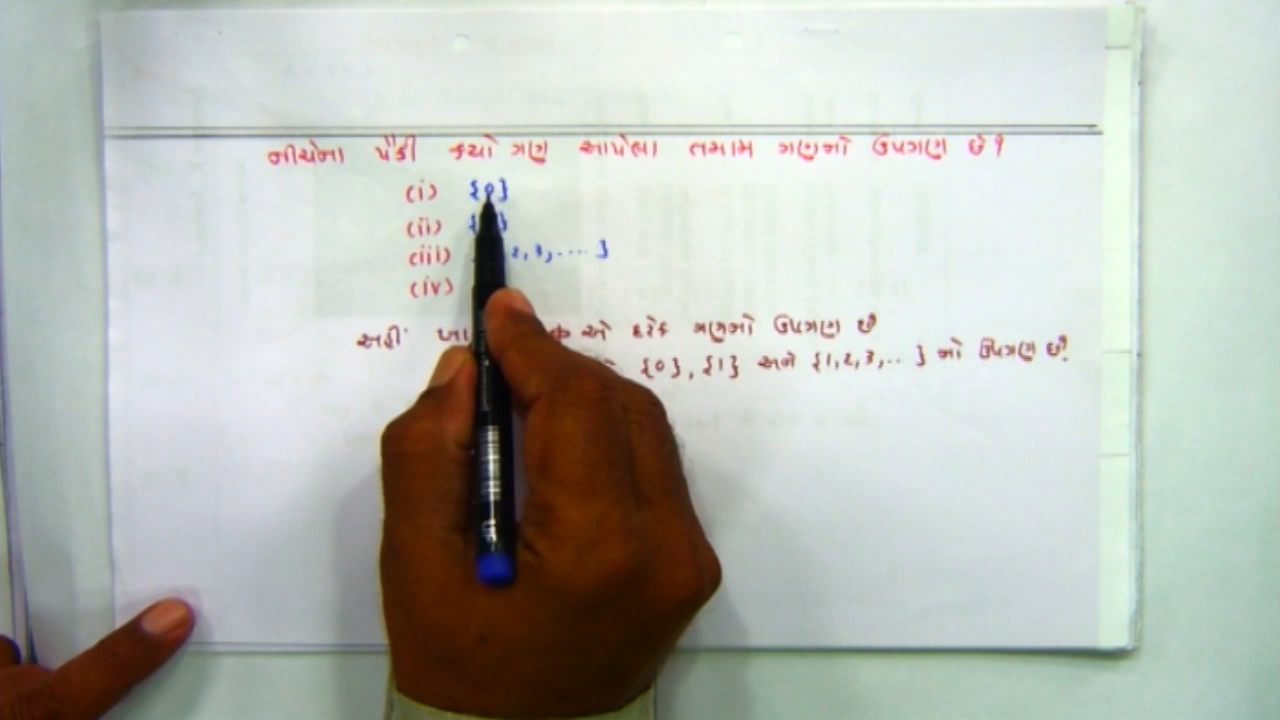 નીચેના પૈકી ક્યો ગણ આપેલા તમામ ગણનો ઉપગણ છે ?
(i) {0}
(ii) { }
(iii) 2, 3, .... }
(iv)
અહીં ખા એ દરેક ગણનો ઉપગણ છે
{0}, {1} અને {1, 2, 3, .. } નો ઉપગણ છે.